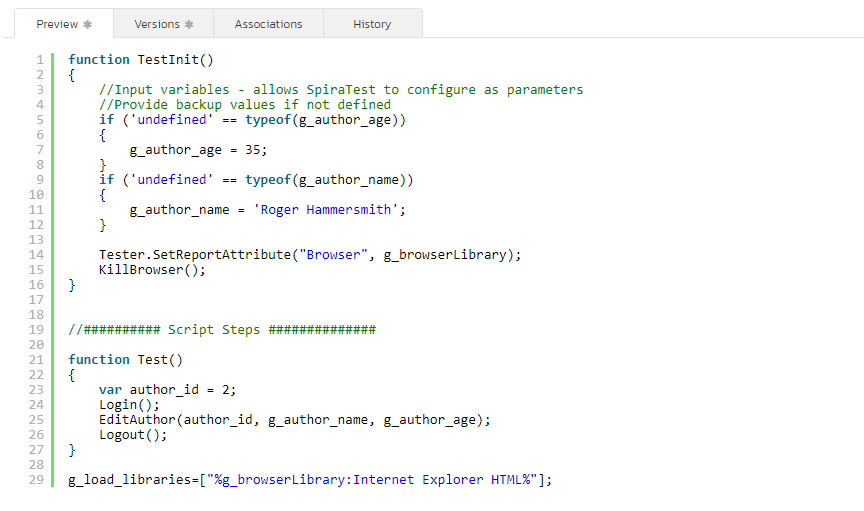 Preview ✱ Versions ✱ Associations History
1 function TestInit()
2 {
3 //Input variables - allows SpiraTest to configure as parameters
4 //Provide backup values if not defined
5 if ('undefined' == typeof(g_author_age))
6 {
7 g_author_age = 35;
8 }
9 if ('undefined' == typeof(g_author_name))
10 {
11 g_author_name = 'Roger Hammersmith';
12 }
13
14 Tester.SetReportAttribute("Browser", g_browserLibrary);
15 KillBrowser();
16 }
17
18
19 //########## Script Steps ##############
20
21 function Test()
22 {
23 var author_id = 2;
24 Login();
25 EditAuthor(author_id, g_author_name, g_author_age);
26 Logout();
27 }
28
29 g_load_libraries=["%g_browserLibrary:Internet Explorer HTML%"];